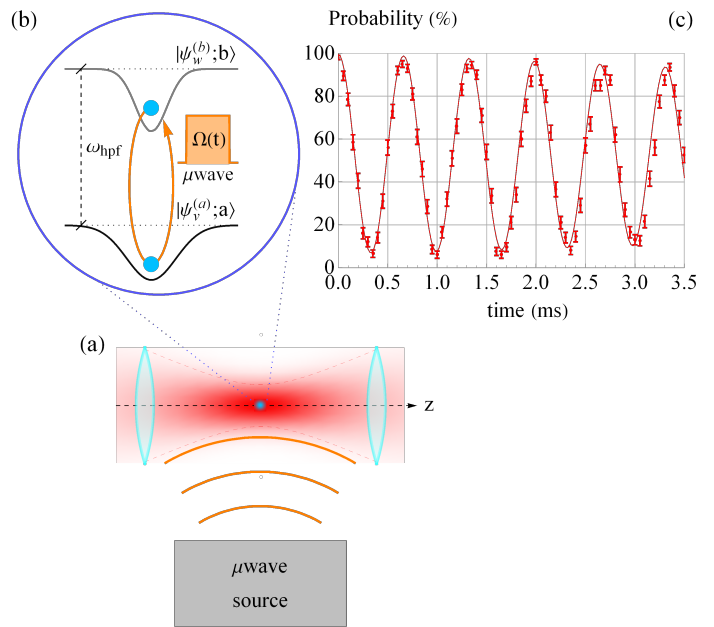 (b)
|ψ_w^(b);b⟩
ω_hpf
Ω(t)
μwave
|ψ_v^(a);a⟩
Probability (%)
(c)
100
80
60
40
20
0
0.0 0.5 1.0 1.5 2.0 2.5 3.0 3.5
time (ms)
(a)
z
μwave
source